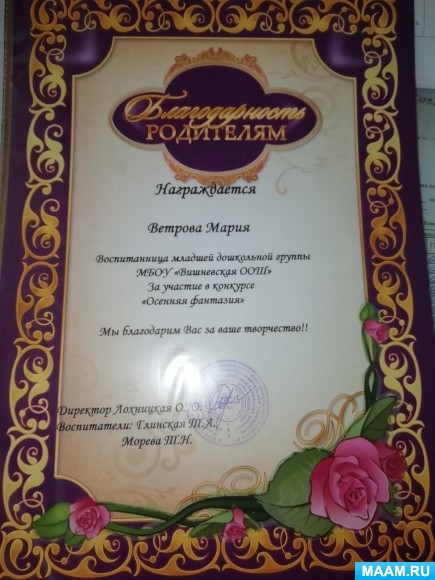 Благодарность
РОДИТЕЛЯМ
Награждается
Ветрова Мария
Воспитанница младшей дошкольной группы
МБОУ «Вишневская ООШ»
За участие в конкурсе
«Осенняя фантазия»
Мы благодарим Вас за ваше творчество!!
Директор Лохницкая О.
Воспитатели: Глинская Т.А.
Морева Т.Н.
MAAM.RU